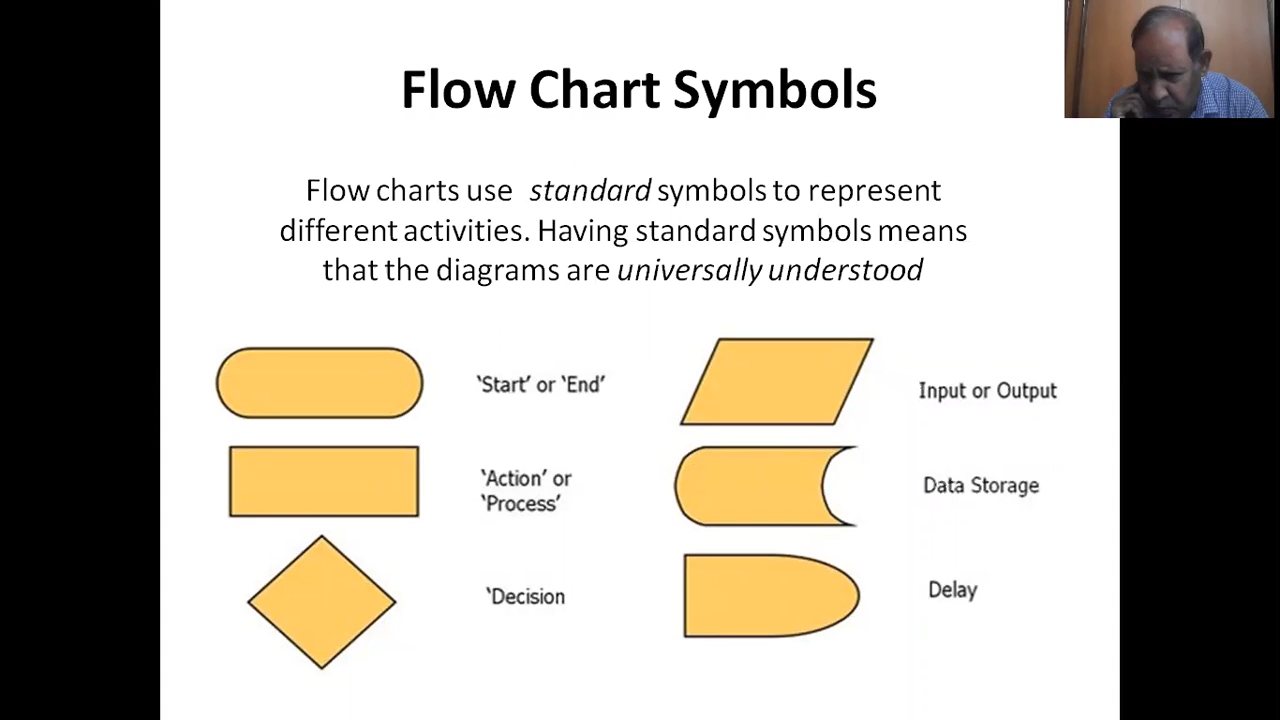 Flow Chart Symbols
Flow charts use standard symbols to represent
different activities. Having standard symbols means
that the diagrams are universally understood
‘Start’ or ‘End’
Input or Output
‘Action’ or
‘Process’
Data Storage
‘Decision
Delay